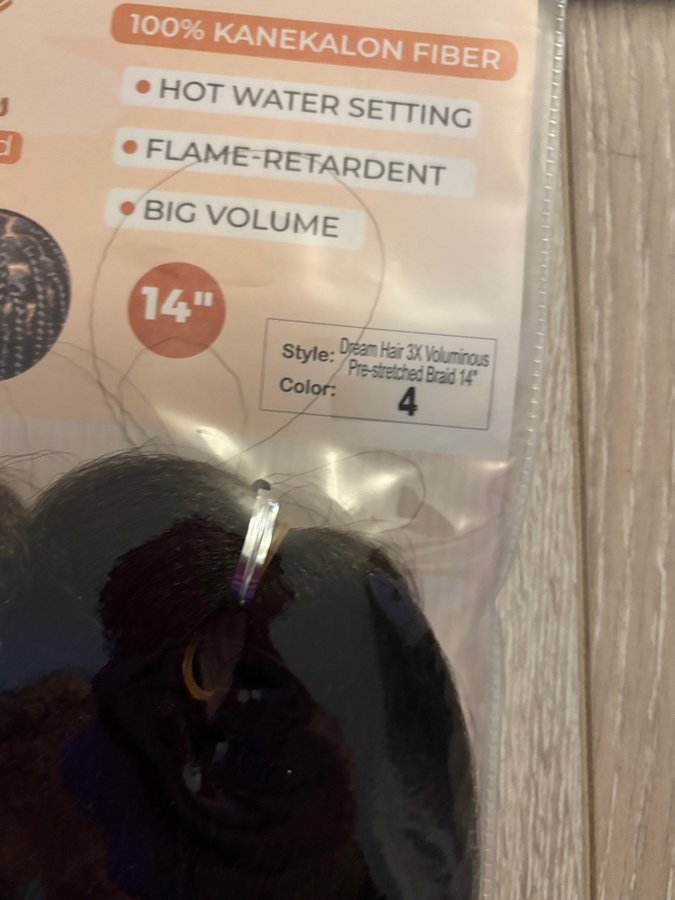 100% KANEKALON FIBER
HOT WATER SETTING
FLAME-RETARDENT
BIG VOLUME
14"
Style: Dream Hair 3X Voluminous
Pre-stretched Braid 14"
Color: 4